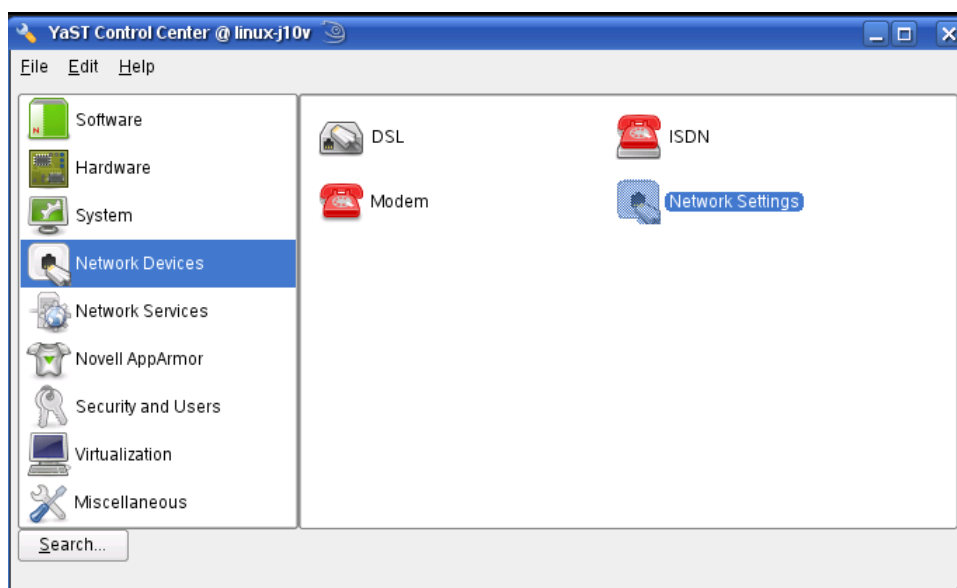 YaST Control Center @ linux-j10v
File Edit Help
Software
Hardware
System
Network Devices
Network Services
Novell AppArmor
Security and Users
Virtualization
Miscellaneous
DSL
ISDN
Modem
Network Settings
Search...